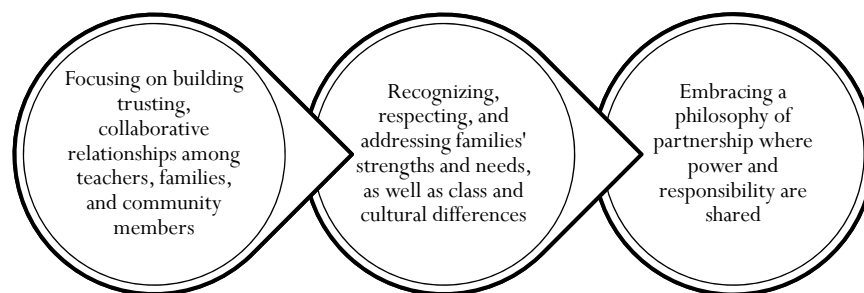 Focusing on building
trusting,
collaborative
relationships among
teachers, families,
and community
members
Recognizing,
respecting, and
addressing families'
strengths and needs,
as well as class and
cultural differences
Embracing a
philosophy of
partnership where
power and
responsibility are
shared